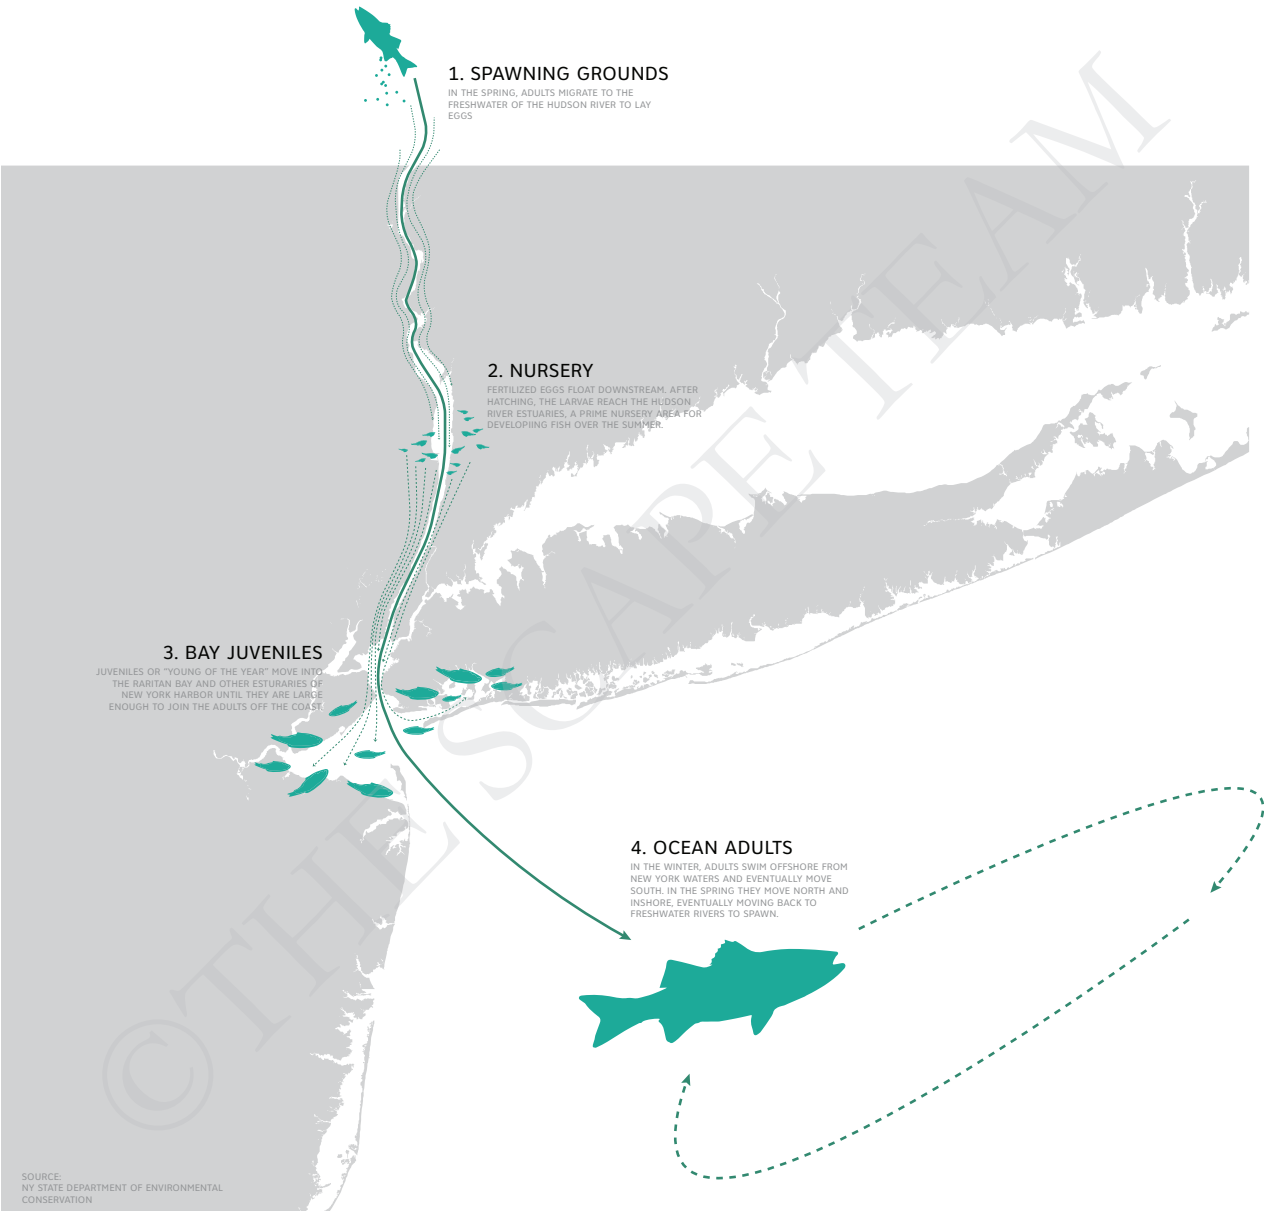 1. SPAWNING GROUNDS
IN THE SPRING, ADULTS MIGRATE TO THE
FRESHWATER OF THE HUDSON RIVER TO LAY
EGGS
2. NURSERY
FERTILIZED EGGS FLOAT DOWNSTREAM. AFTER
HATCHING, THE LARVAE REACH THE HUDSON
RIVER ESTUARIES, A PRIME NURSERY AREA FOR
DEVELOPIING FISH OVER THE SUMMER.
3. BAY JUVENILES
JUVENILES OR "YOUNG OF THE YEAR" MOVE INTO
THE RARITAN BAY AND OTHER ESTURARIES OF
NEW YORK HARBOR UNTIL THEY ARE LARGE
ENOUGH TO JOIN THE ADULTS OFF THE COAST.
4. OCEAN ADULTS
IN THE WINTER, ADULTS SWIM OFFSHORE FROM
NEW YORK WATERS AND EVENTUALLY MOVE
SOUTH. IN THE SPRING THEY MOVE NORTH AND
INSHORE, EVENTUALLY MOVING BACK TO
FRESHWATER RIVERS TO SPAWN.
SOURCE:
NY STATE DEPARTMENT OF ENVIRONMENTAL
CONSERVATION
©THE SCAPE TEAM